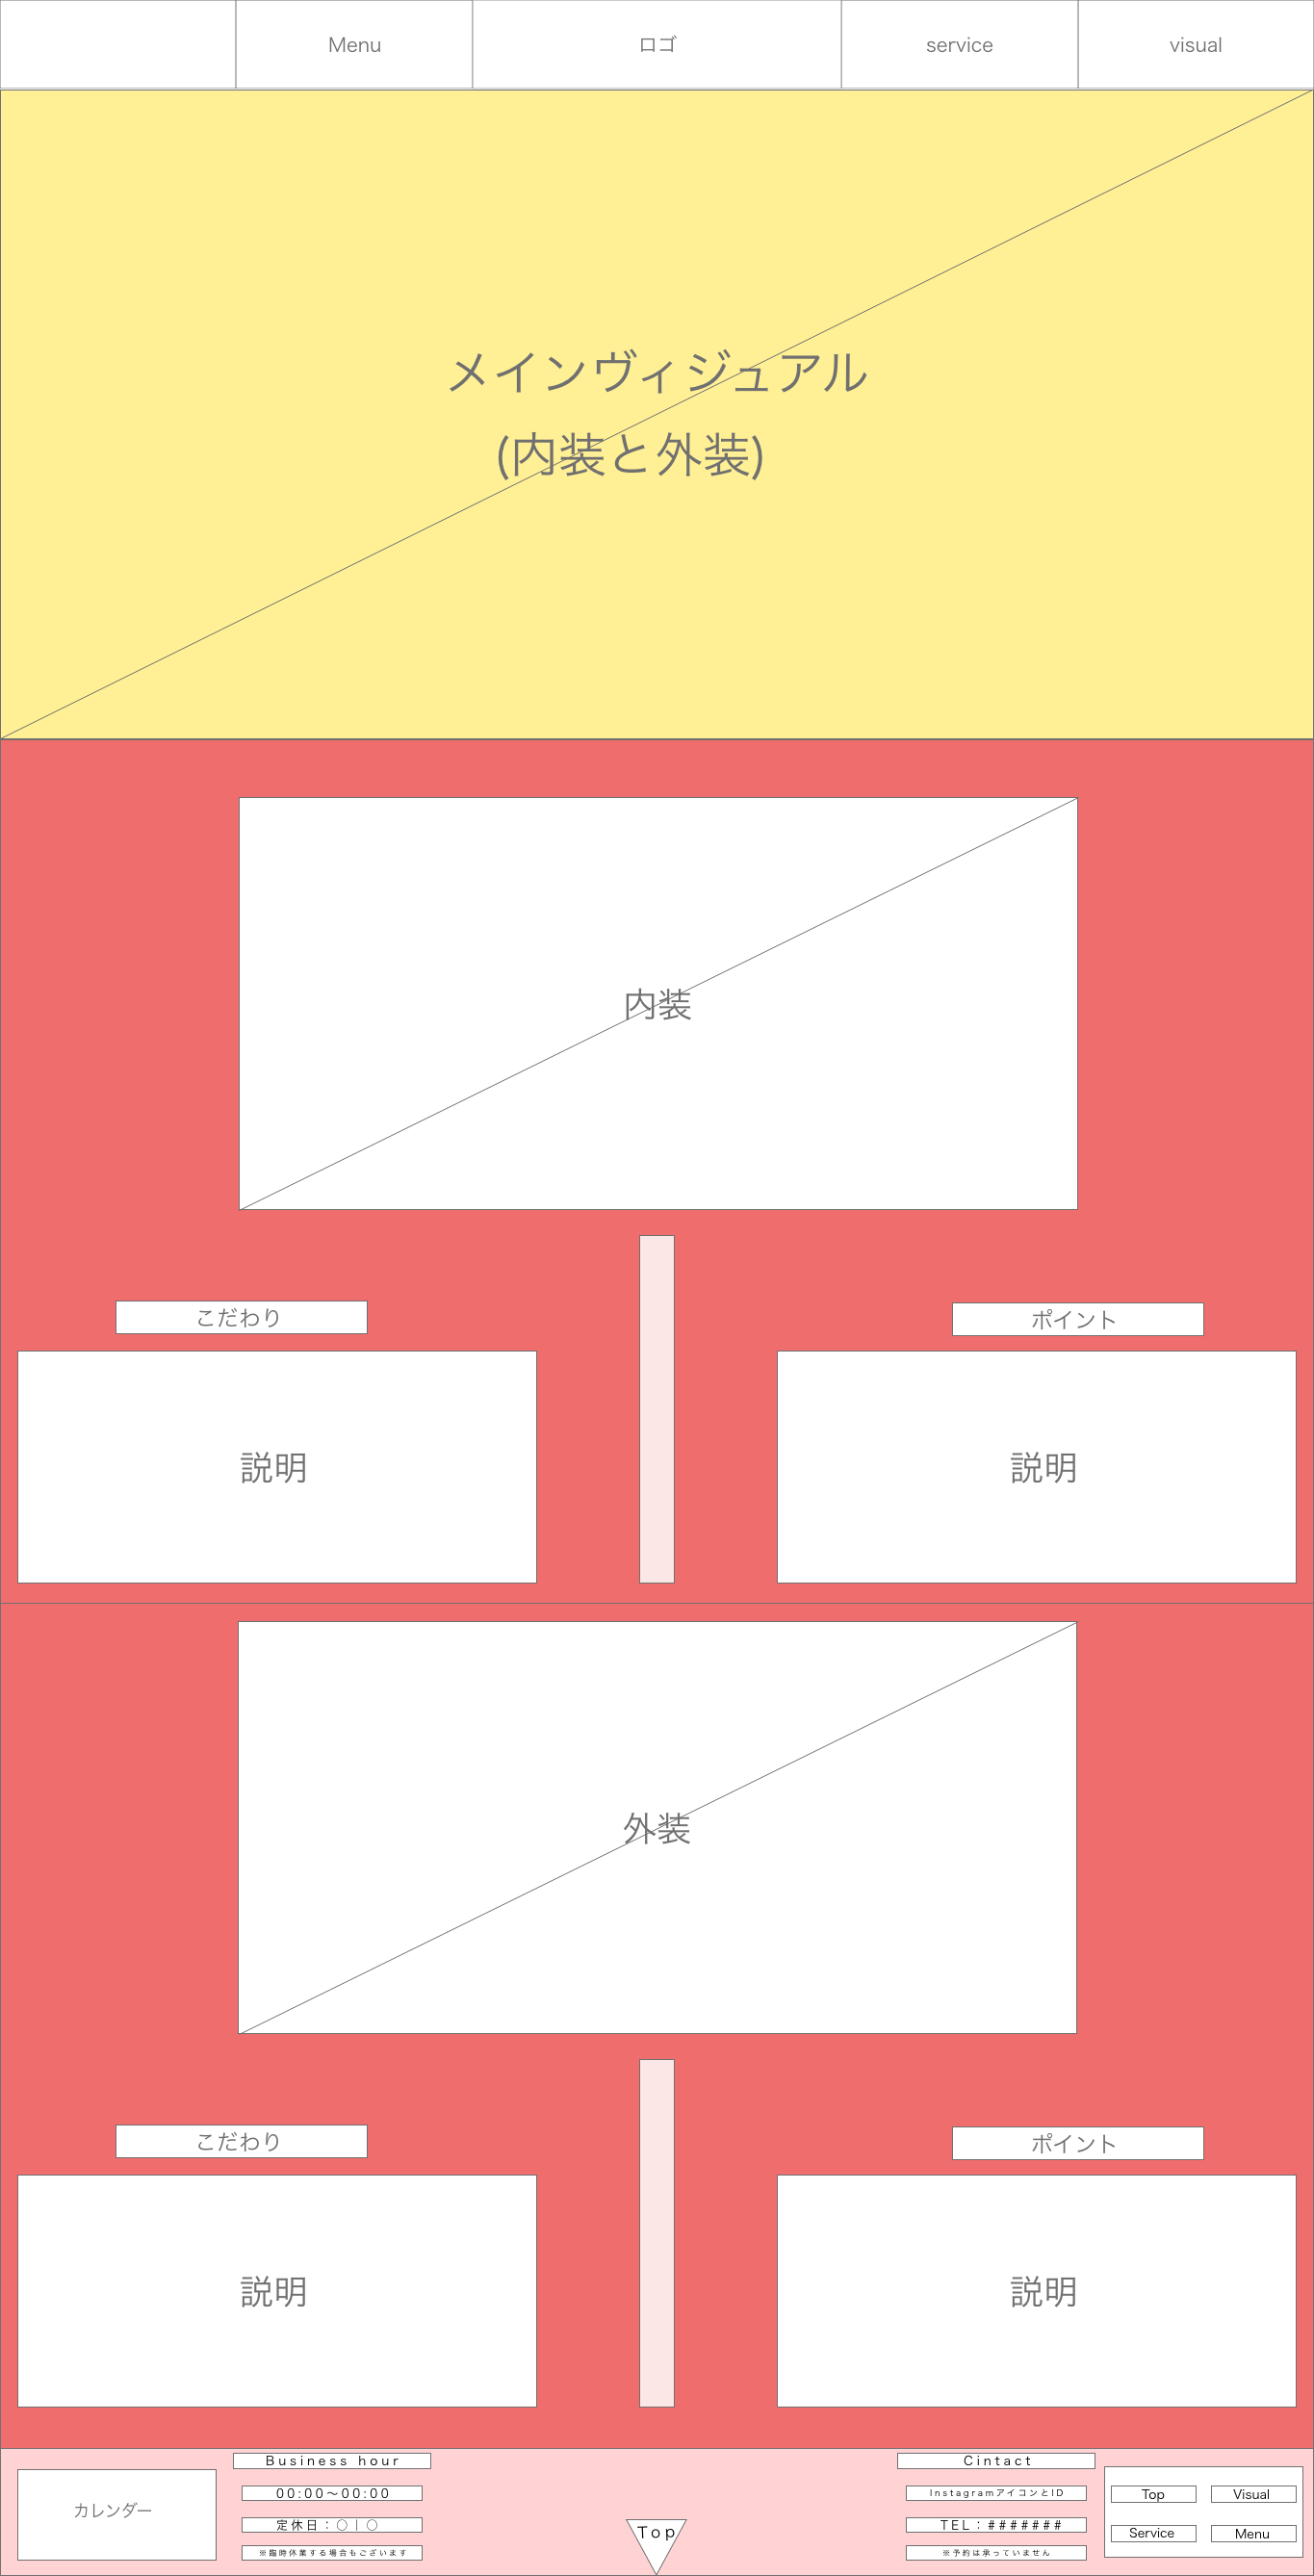 Menu
ロゴ
service
visual
メインヴィジュアル
(内装と外装)
内装
こだわり
ポイント
説明
説明
外装
こだわり
ポイント
説明
説明
カレンダー
Business hour
00:00〜00:00
定休日：〇｜〇
※臨時休業する場合もございます
Top
Cintact
InstagramアイコンとID
TEL：#######
※予約は承っていません
Top
Visual
Service
Menu